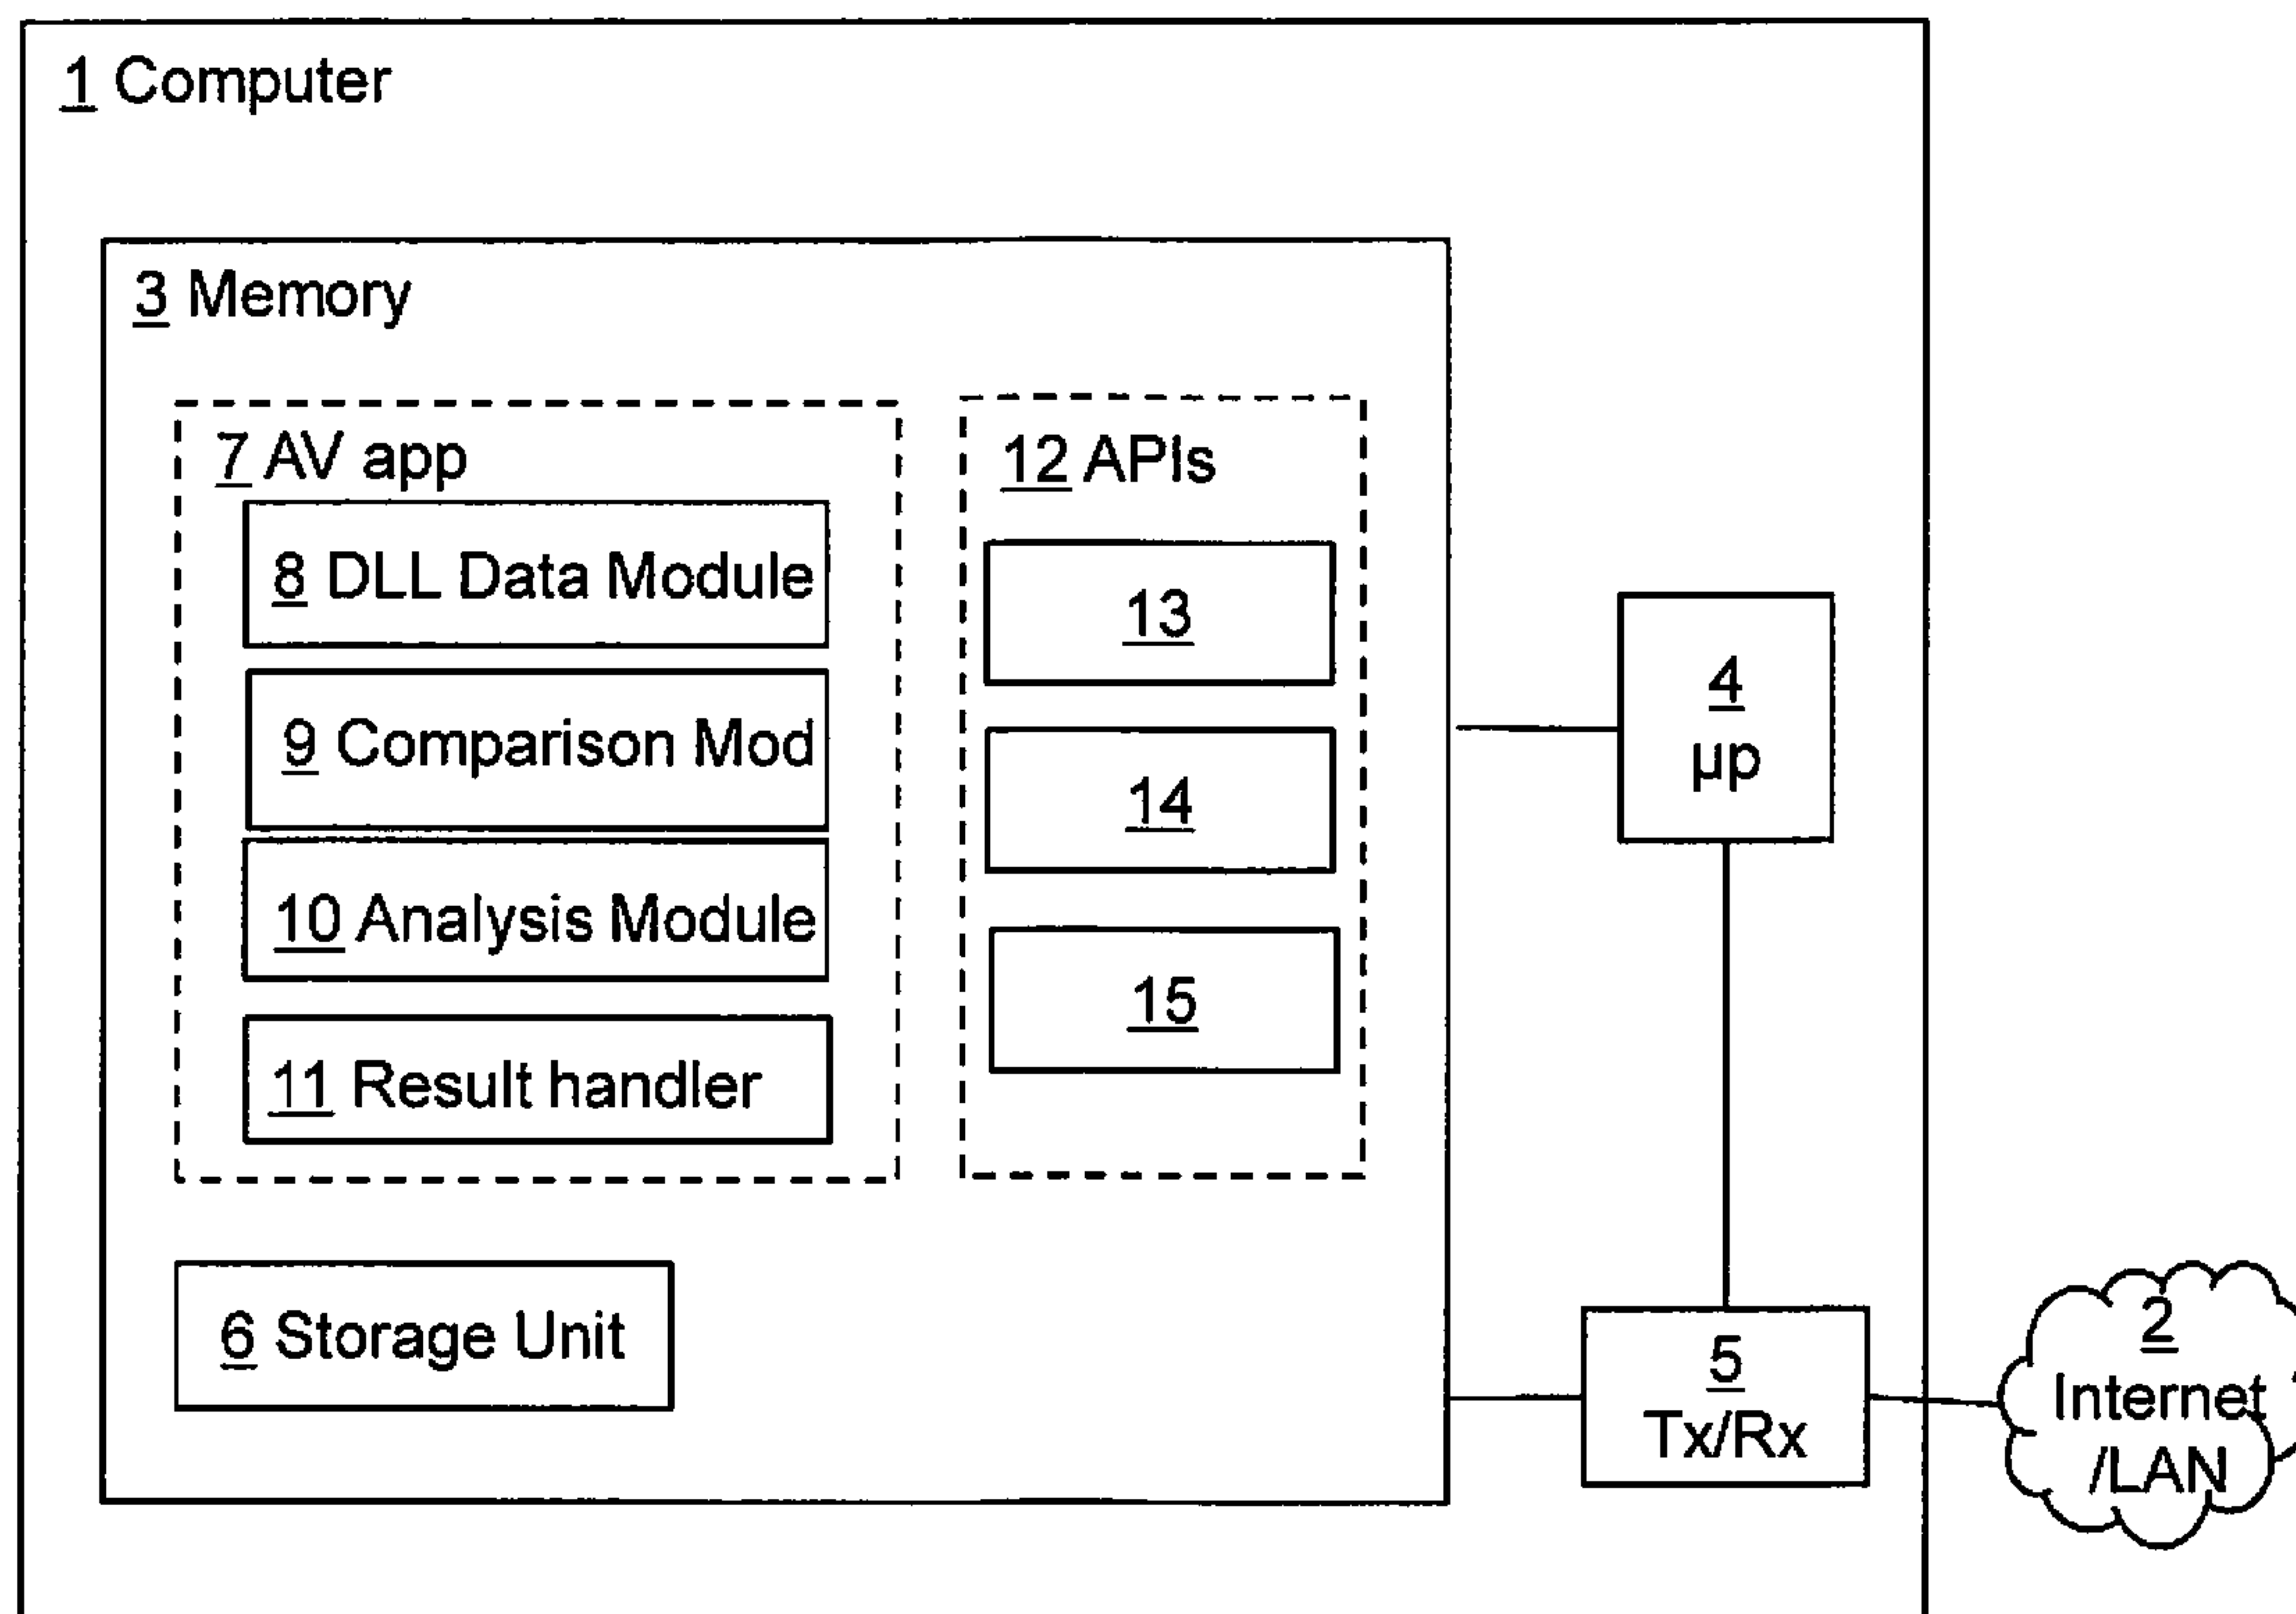 1 Computer
3 Memory
7 AV app
8 DLL Data Module
9 Comparison Mod
10 Analysis Module
11 Result handler
12 APIs
13
14
15
6 Storage Unit
4
µp
5
Tx/Rx
2
Internet
/LAN